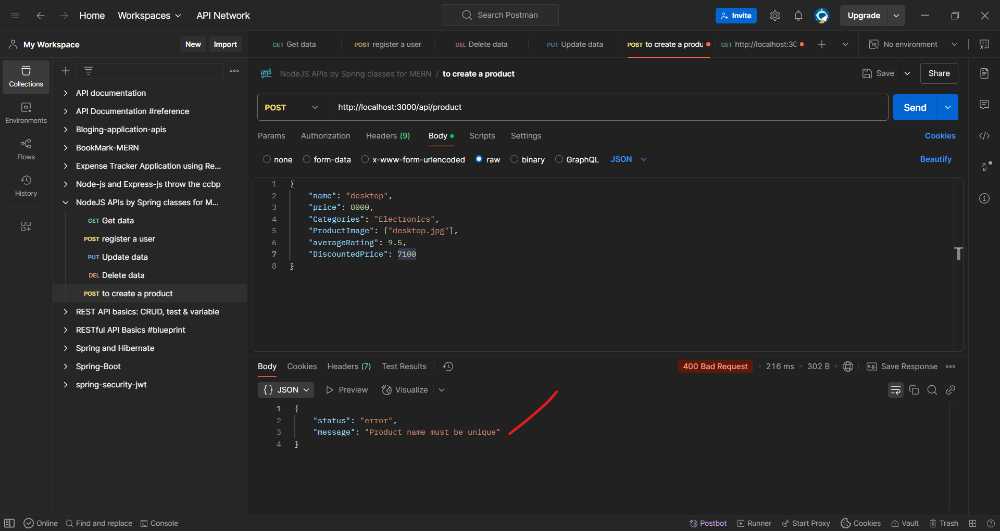 Home Workspaces API Network Search Postman Invite Upgrade
My Workspace New Import
GET Get data POST register a user DEL Delete data PUT Update data POST to create a produ GET http://localhost:30 No environment
Collections
Environments
Flows
History
API documentation
API Documentation #reference
Bloging-application-apis
BookMark-MERN
Expense Tracker Application using Re...
Node-js and Express-js throw the ccbp
NodeJS APIs by Spring classes for M...
GET Get data
POST register a user
PUT Update data
DEL Delete data
POST to create a product
REST API basics: CRUD, test & variable
RESTful API Basics #blueprint
Spring and Hibernate
Spring-Boot
spring-security-jwt
HTTP NodeJS APIs by Spring classes for MERN / to create a product Save Share
POST http://localhost:3000/api/product Send
Params Authorization Headers (9) Body Scripts Settings Cookies
none form-data x-www-form-urlencoded raw binary GraphQL JSON Beautify
1 {
2 "name": "desktop",
3 "price": 8000,
4 "Categories": "Electronics",
5 "ProductImage": ["desktop.jpg"],
6 "averageRating": 9.5,
7 "DiscountedPrice": 7100
8 }
Body Cookies Headers (7) Test Results 400 Bad Request • 216 ms • 302 B • e.g. Save Response
{} JSON Preview Visualize
1 {
2 "status": "error",
3 "message": "Product name must be unique"
4 }
Online Find and replace Console Postbot Runner Start Proxy Cookies Vault Trash